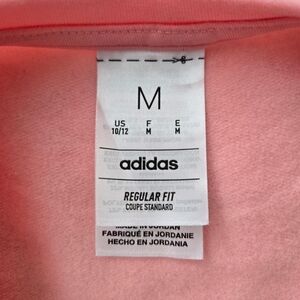 M
US F E
10/12 M M
adidas
REGULAR FIT
COUPE STANDARD
MADE IN JORDAN
FABRIQUÉ EN JORDANIE
HECHO EN JORDANIA